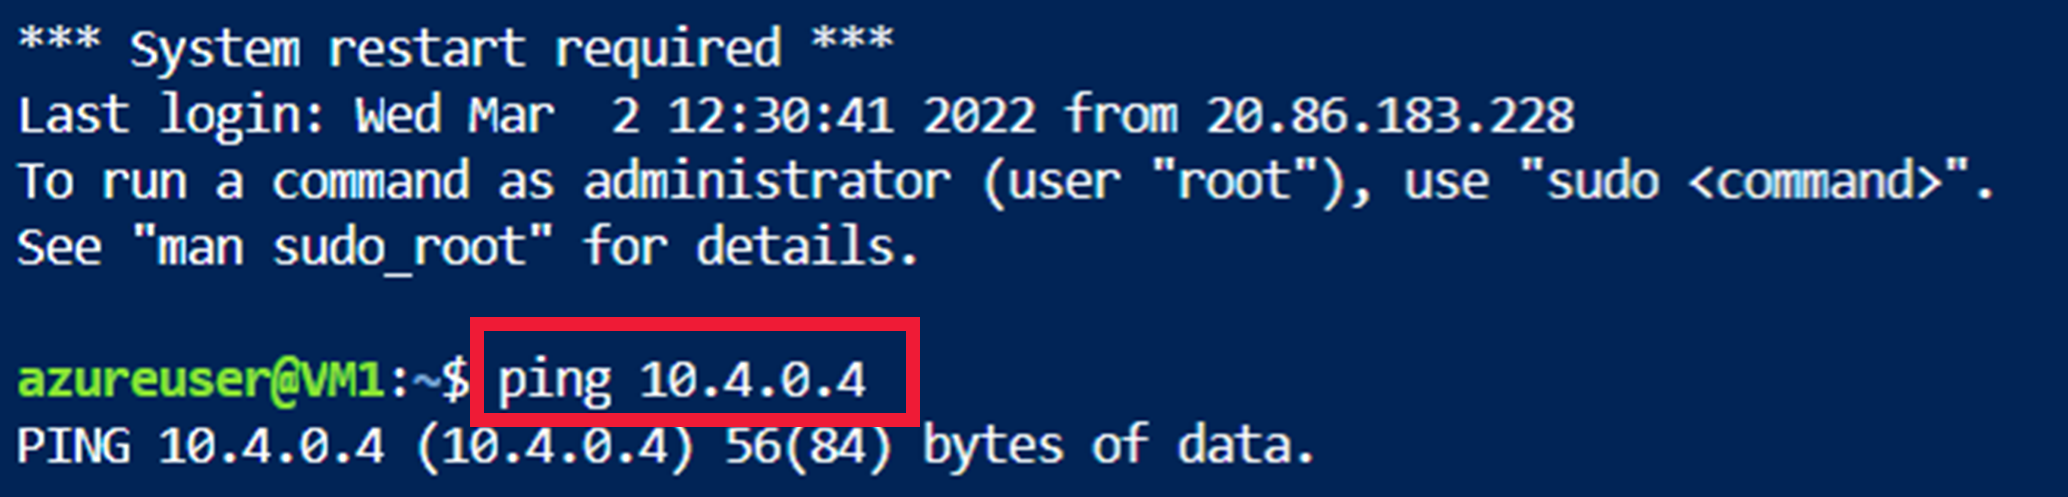 *** System restart required ***
Last login: Wed Mar  2 12:30:41 2022 from 20.86.183.228
To run a command as administrator (user "root"), use "sudo <command>".
See "man sudo_root" for details.
azureuser@VM1:~$ ping 10.4.0.4
PING 10.4.0.4 (10.4.0.4) 56(84) bytes of data.